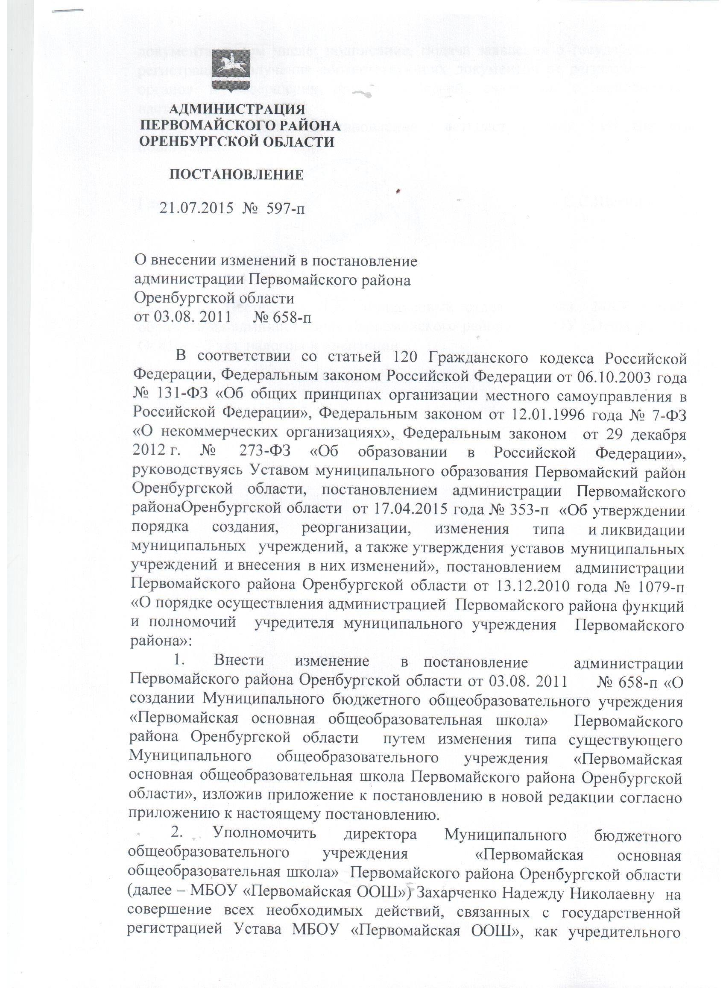 АДМИНИСТРАЦИЯ
ПЕРВОМАЙСКОГО РАЙОНА
ОРЕНБУРГСКОЙ ОБЛАСТИ
ПОСТАНОВЛЕНИЕ
21.07.2015 № 597-п
О внесении изменений в постановление
администрации Первомайского района
Оренбургской области
от 03.08. 2011 № 658-п
В соответствии со статьей 120 Гражданского кодекса Российской
Федерации, Федеральным законом Российской Федерации от 06.10.2003 года
№ 131-ФЗ «Об общих принципах организации местного самоуправления в
Российской Федерации», Федеральным законом от 12.01.1996 года № 7-ФЗ
«О некоммерческих организациях», Федеральным законом от 29 декабря
2012 г. № 273-ФЗ «Об образовании в Российской Федерации»,
руководствуясь Уставом муниципального образования Первомайский район
Оренбургской области, постановлением администрации Первомайского
районаОренбургской области от 17.04.2015 года № 353-п «Об утверждении
порядка создания, реорганизации, изменения типа и ликвидации
муниципальных учреждений, а также утверждения уставов муниципальных
учреждений и внесения в них изменений», постановлением администрации
Первомайского района Оренбургской области от 13.12.2010 года № 1079-п
«О порядке осуществления администрацией Первомайского района функций
и полномочий учредителя муниципального учреждения Первомайского
района»:
1. Внести изменение в постановление администрации
Первомайского района Оренбургской области от 03.08. 2011 № 658-п «О
создании Муниципального бюджетного общеобразовательного учреждения
«Первомайская основная общеобразовательная школа» Первомайского
района Оренбургской области путем изменения типа существующего
Муниципального общеобразовательного учреждения «Первомайская
основная общеобразовательная школа Первомайского района Оренбургской
области», изложив приложение к постановлению в новой редакции согласно
приложению к настоящему постановлению.
2. Уполномочить директора Муниципального бюджетного
общеобразовательного учреждения «Первомайская основная
общеобразовательная школа» Первомайского района Оренбургской области
(далее – МБОУ «Первомайская ООШ») Захарченко Надежду Николаевну на
совершение всех необходимых действий, связанных с государственной
регистрацией Устава МБОУ «Первомайская ООШ», как учредительного